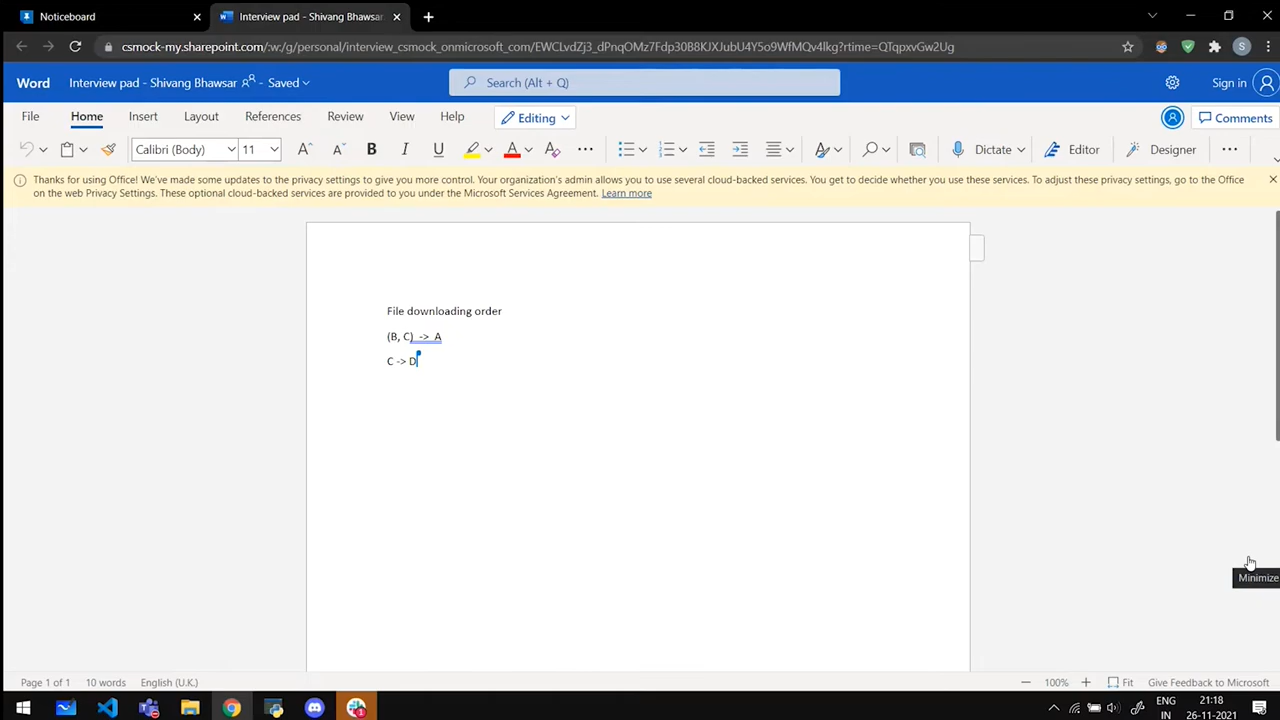 Noticeboard
Interview pad - Shivang Bhawsar
csmock-my.sharepoint.com/:w:/g/personal/interview_csmock_onmicrosoft_com/EWCLvdZj3_dPnqOMz7Fdp30B8KJXJubU4Y5o9WfMQv4lkg?rtime=QTqpxvGw2Ug
S
Word
Interview pad - Shivang Bhawsar
- Saved
Search (Alt + Q)
Sign in
File
Home
Insert
Layout
References
Review
View
Help
Editing
Comments
Calibri (Body)
11
B
I
U
A
Dictate
Editor
Designer
Thanks for using Office! We've made some updates to the privacy settings to give you more control. Your organization's admin allows you to use several cloud-backed services. You get to decide whether you use these services. To adjust these privacy settings, go to the Office
on the web Privacy Settings. These optional cloud-backed services are provided to you under the Microsoft Services Agreement. Learn more
File downloading order
(B, C) -> A
C -> D
Minimize
Page 1 of 1
10 words
English (U.K.)
100%
Fit
Give Feedback to Microsoft
ENG
IN
21:18
26-11-2021